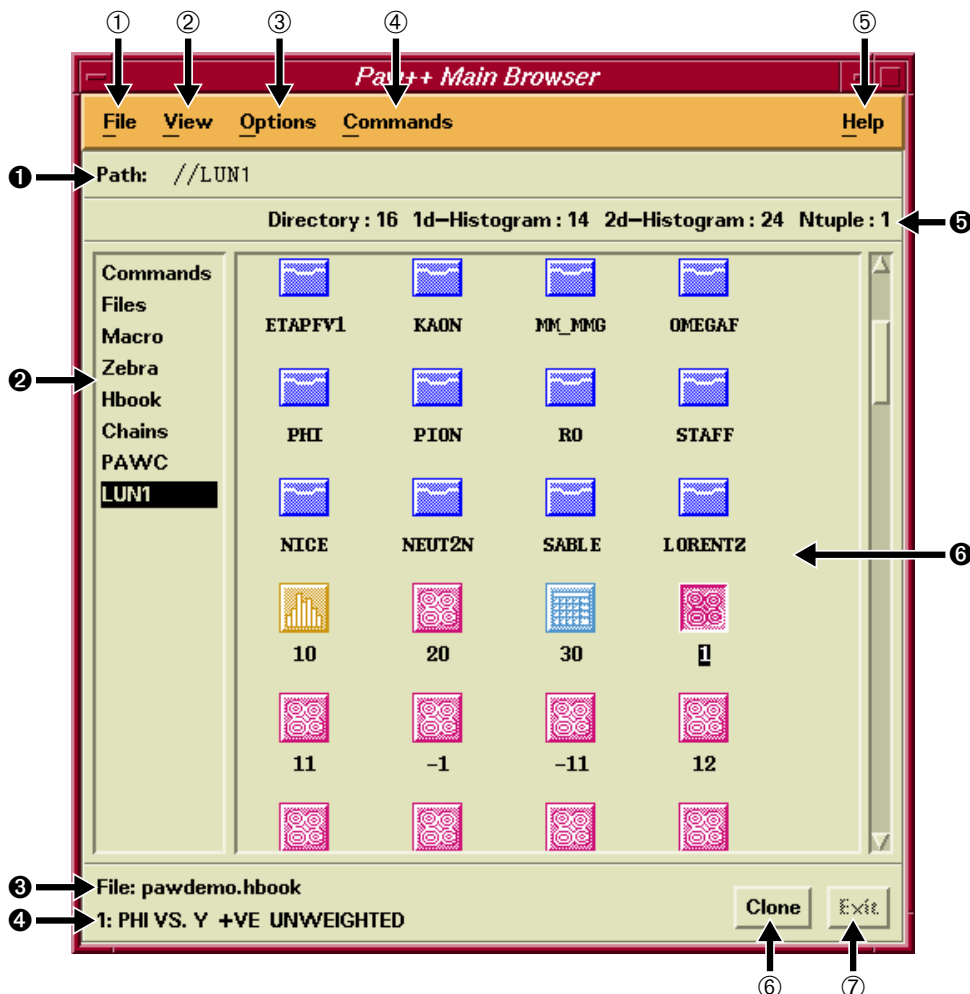 ① ② ③ ④ ⑤
Paw++ Main Browser
File View Options Commands Help
❶ Path: //LUN1
Directory : 16 1d-Histogram : 14 2d-Histogram : 24 Ntuple : 1 ❺
Commands
Files
Macro
❷ Zebra
Hbook
Chains
PAWC
LUN1
ETAPFV1 KAON MM_MMG OMEGAF
PHI PION RO STAFF
NICE NEUT2N SABLE LORENTZ
❻
10 20 30 1
11 -1 -11 12
❸ File: pawdemo.hbook
❹ 1: PHI VS. Y +VE UNWEIGHTED
Clone Exit
⑥ ⑦